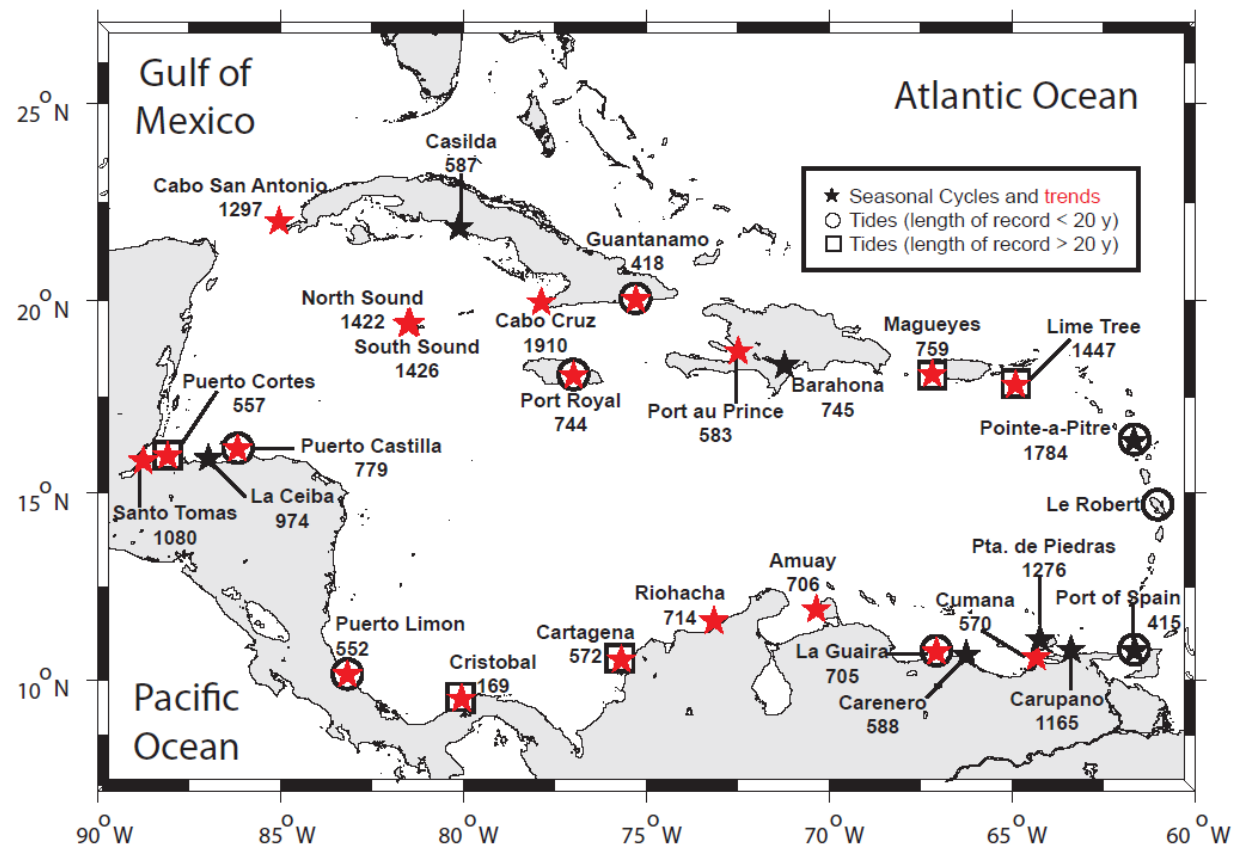 Gulf of
Mexico
Atlantic Ocean
25°N
Casilda
587
Cabo San Antonio
1297
★ Seasonal Cycles and trends
Tides (length of record < 20 y)
Tides (length of record > 20 y)
Guantanamo
418
20°N
North Sound
1422
South Sound
1426
Cabo Cruz
1910
Magueyes
759
Lime Tree
1447
Puerto Cortes
557
Port Royal
744
Port au Prince
583
Barahona
745
Pointe-a-Pitre
1784
Puerto Castilla
779
La Ceiba
974
15°N
Santo Tomas
1080
Le Robert
Pta. de Piedras
1276
Amuay
706
Riohacha
714
Cumana
570
Port of Spain
415
Puerto Limon
552
Cartagena
572
La Guaira
705
Cristobal
169
10°N
Carenero
588
Carupano
1165
Pacific
Ocean
90°W
85°W
80°W
75°W
70°W
65°W
60°W